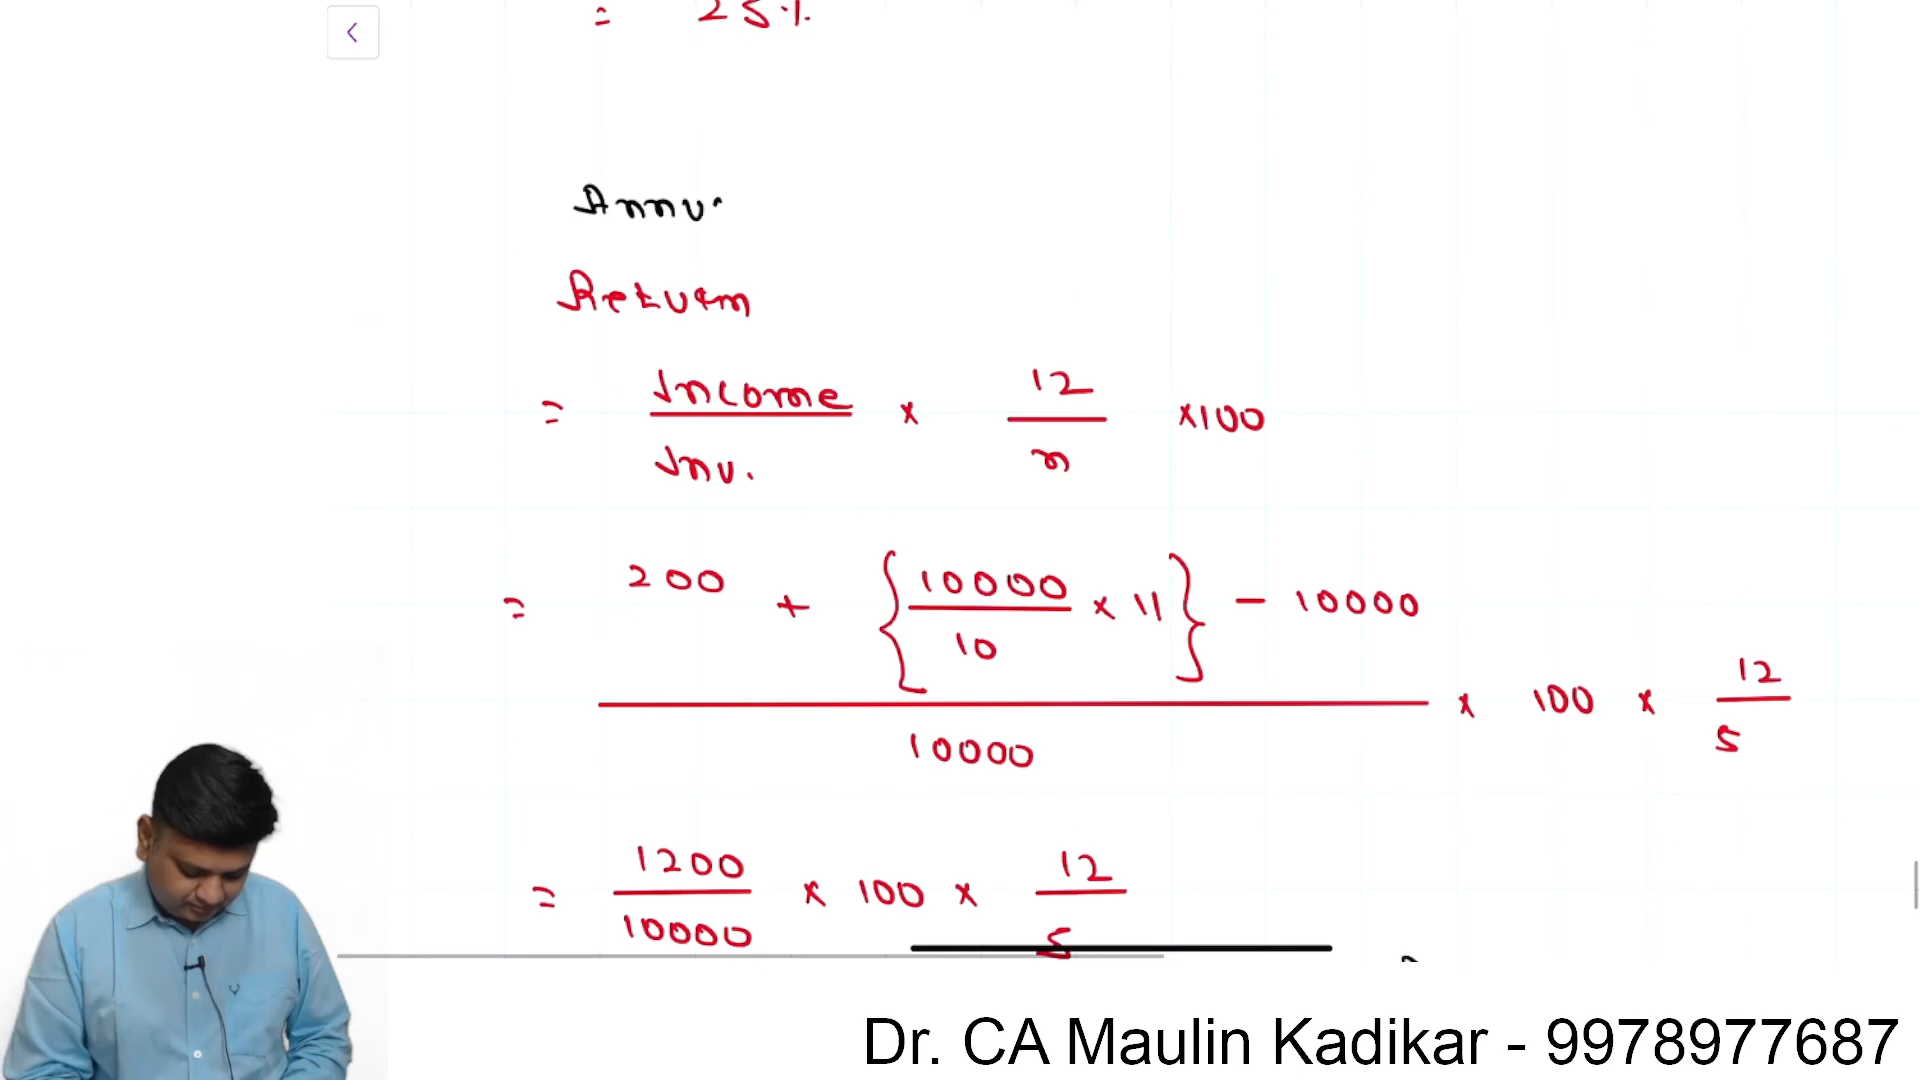 = 25%
Annu.
Return
= Income / Inv. × 12 / n ×100
= 200 + { 10000 / 10 × 11 } - 10000 / 10000 × 100 × 12 / 5
= 1200 / 10000 × 100 × 12 / 5
Dr. CA Maulin Kadikar - 9978977687